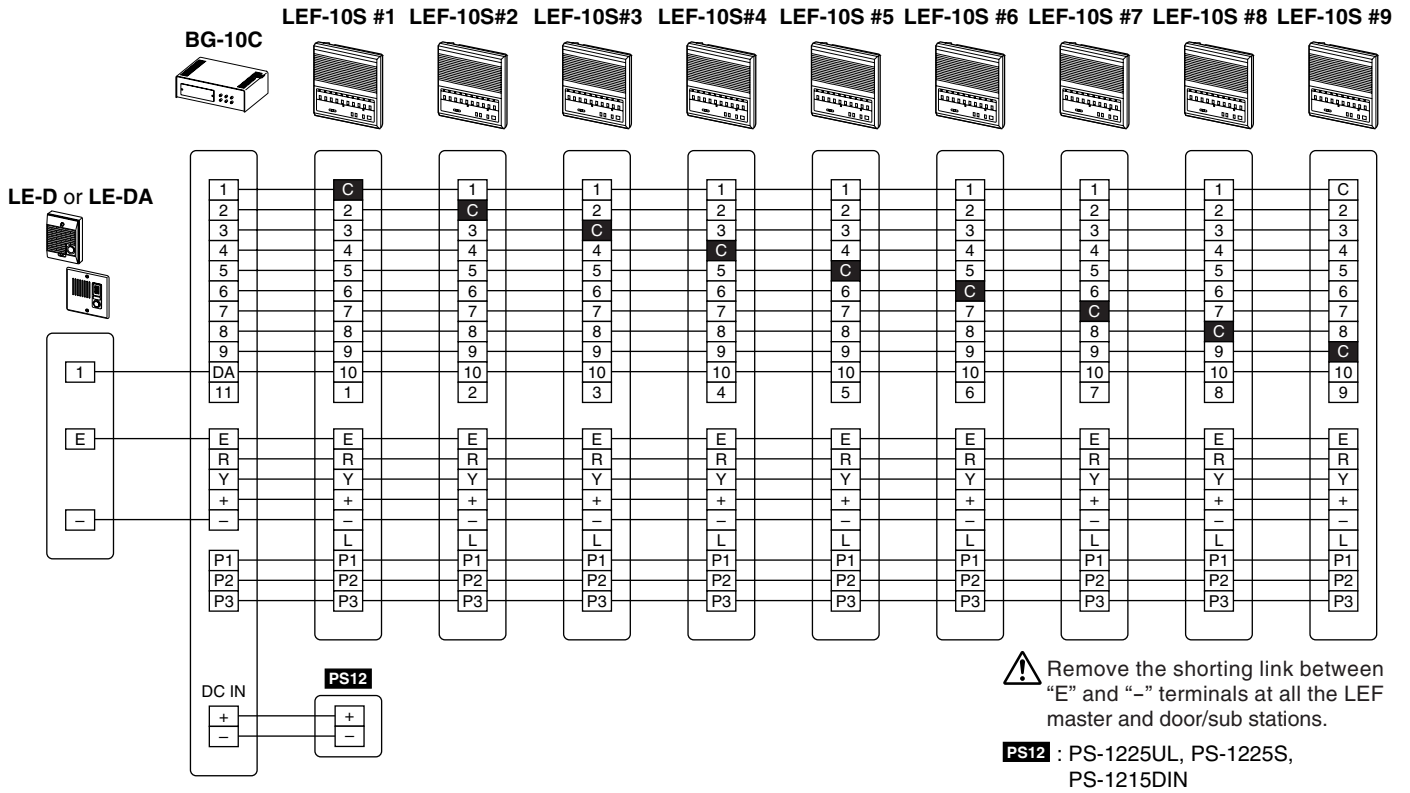 LEF-10S #1 LEF-10S#2 LEF-10S#3 LEF-10S#4 LEF-10S #5 LEF-10S #6 LEF-10S #7 LEF-10S #8 LEF-10S #9
BG-10C
LE-D or LE-DA
1 C 1 1 1 1 1 1 1 C
2 2 C 2 2 2 2 2 2 2
3 3 3 C 3 3 3 3 3 3
4 4 4 4 C 4 4 4 4 4
5 5 5 5 5 C 5 5 5 5
6 6 6 6 6 6 C 6 6 6
7 7 7 7 7 7 7 C 7 7
8 8 8 8 8 8 8 8 C 8
9 9 9 9 9 9 9 9 9 C
1 DA 10 10 10 10 10 10 10 10 10
11 1 2 3 4 5 6 7 8 9
E E E E E E E E E E E
R R R R R R R R R R
Y Y Y Y Y Y Y Y Y Y
+ + + + + + + + + +
– – – – – – – – – – –
L L L L L L L L L
P1 P1 P1 P1 P1 P1 P1 P1 P1 P1
P2 P2 P2 P2 P2 P2 P2 P2 P2 P2
P3 P3 P3 P3 P3 P3 P3 P3 P3 P3
DC IN
PS12
+ +
– –
Remove the shorting link between
“E” and “–” terminals at all the LEF
master and door/sub stations.
PS12 : PS-1225UL, PS-1225S,
PS-1215DIN